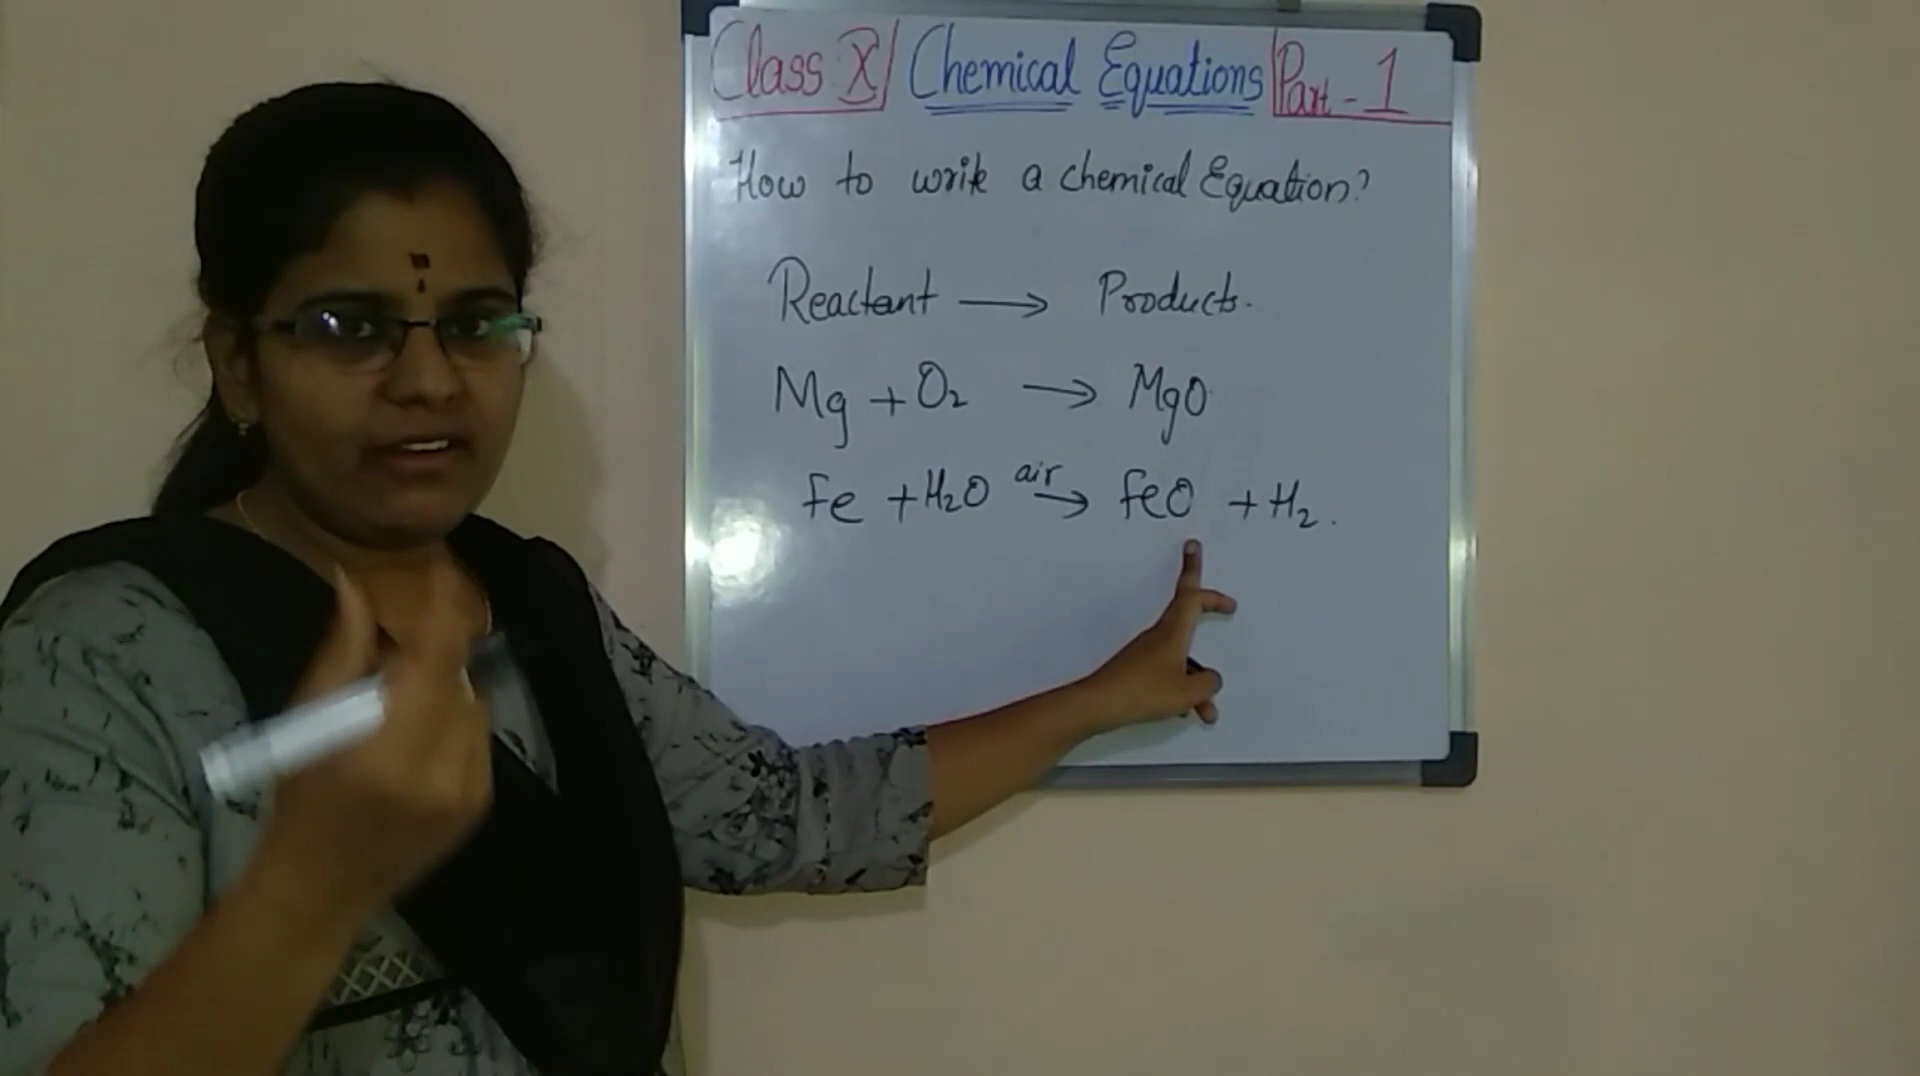 Class X Chemical Equations Part - 1
How to write a chemical Equation?
Reactant → Products.
Mg + O₂ → MgO
Fe + H₂O air → FeO + H₂.